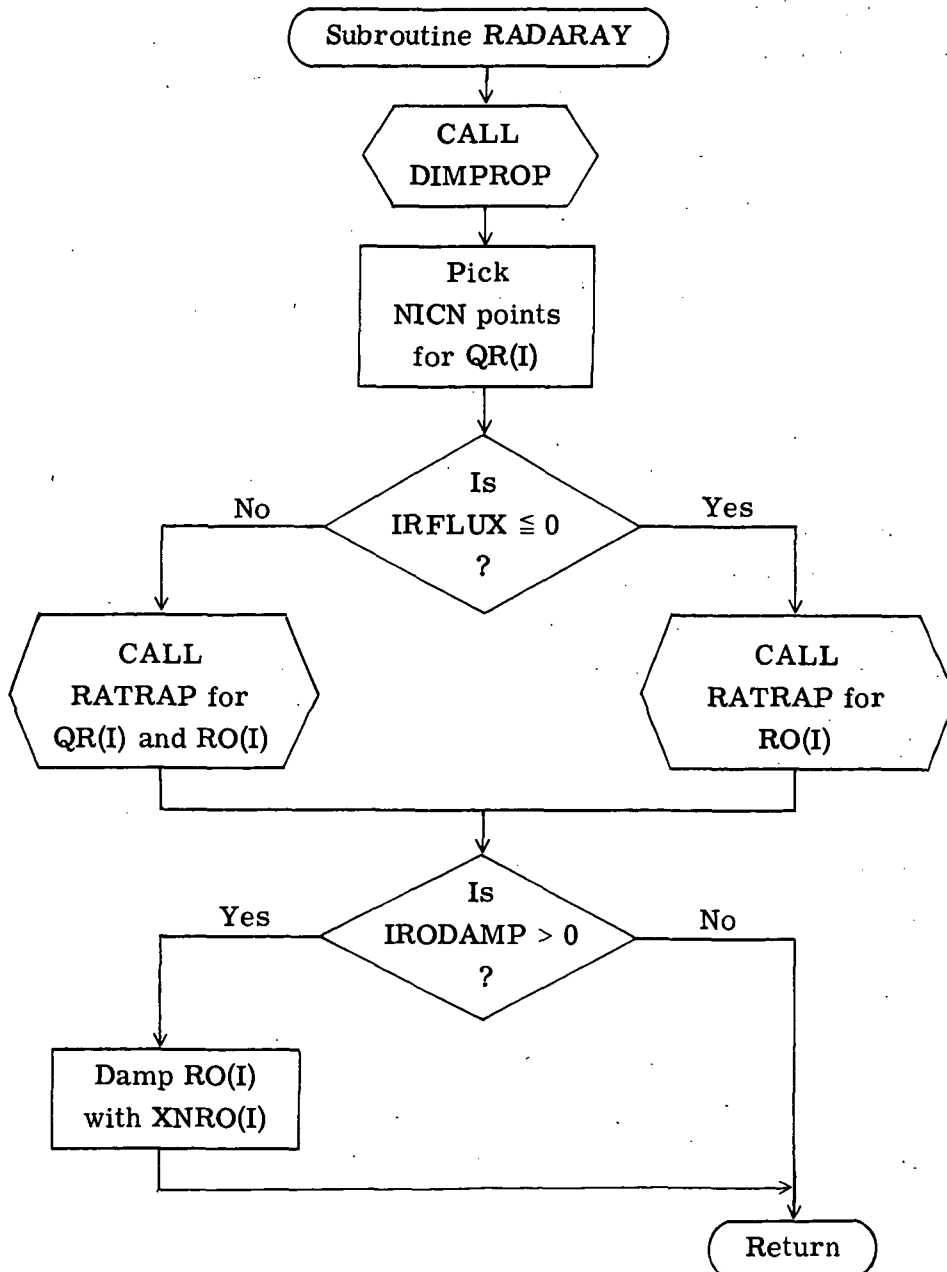 Subroutine RADARAY
CALL
DIMPROP
Pick
NICN points
for QR(I)
Is
IRFLUX ≦ 0
?
No
Yes
CALL
RATRAP for
QR(I) and RO(I)
CALL
RATRAP for
RO(I)
Is
IRODAMP > 0
?
Yes
No
Damp RO(I)
with XNRO(I)
Return